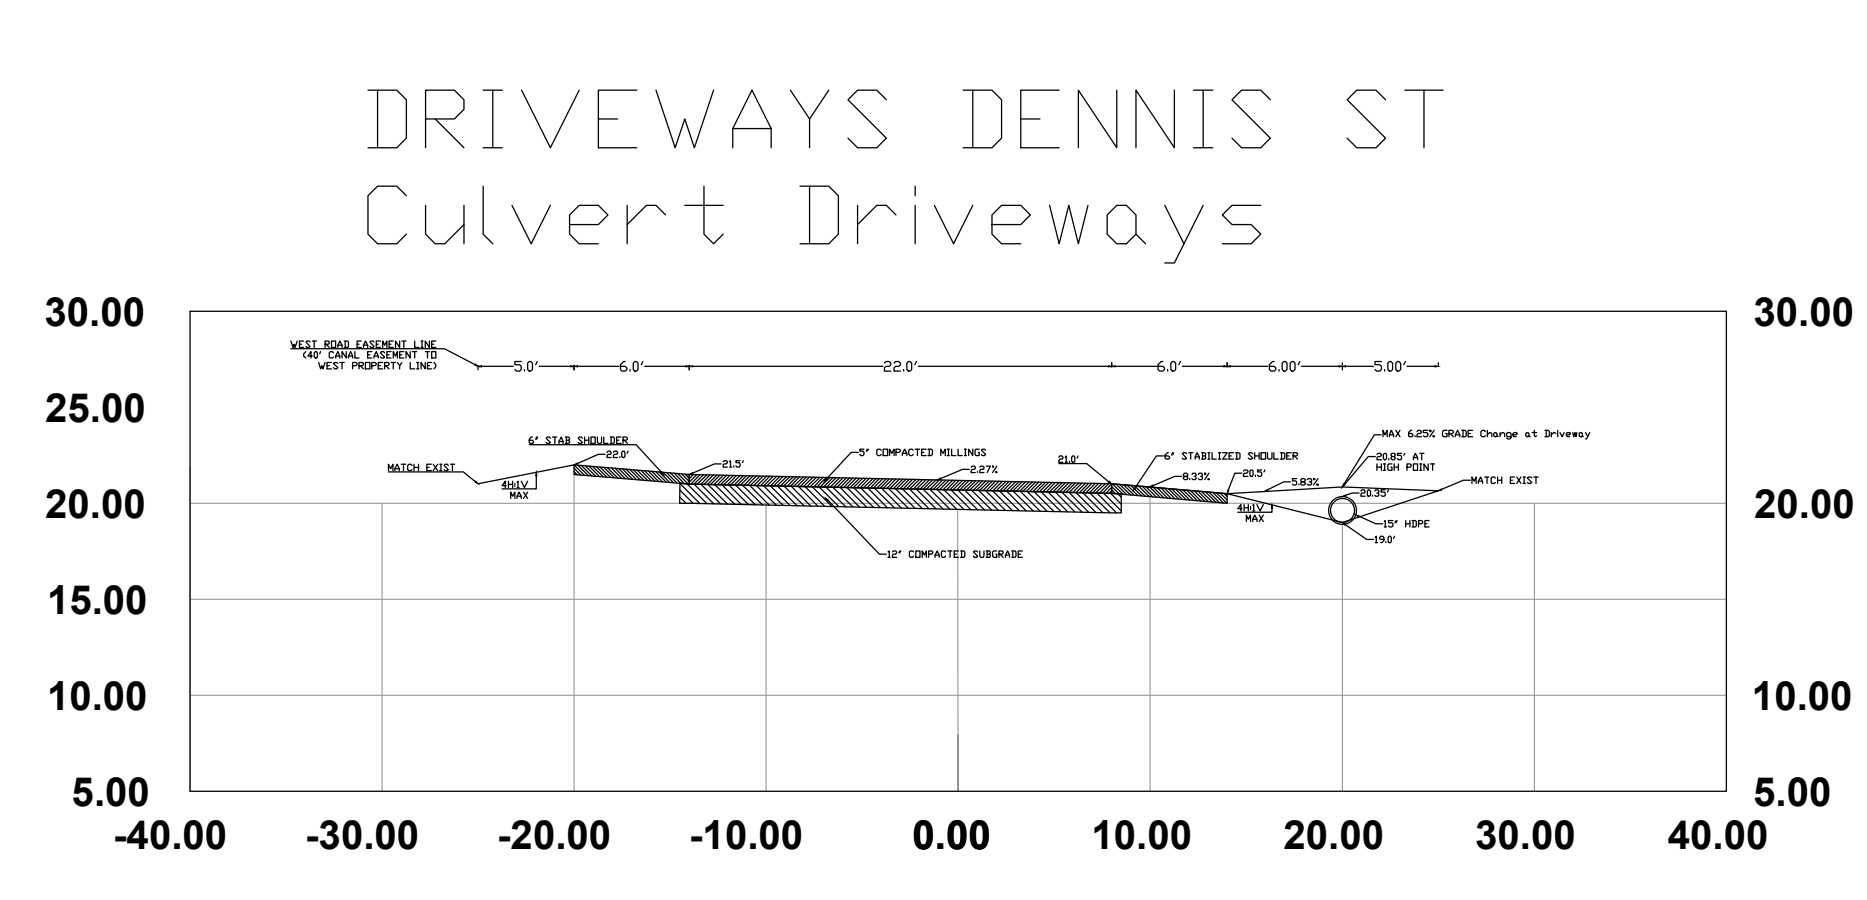 DRIVEWAYS DENNIS ST
Culvert Driveways
30.00
30.00
WEST ROAD EASEMENT LINE
(40' CANAL EASEMENT TO
WEST PROPERTY LINE)
5.0'
6.0'
22.0'
6.0'
6.00'
5.00'
25.00
MAX 6.25% GRADE Change at Driveway
6" STAB SHOULDER
22.0'
5" COMPACTED MILLINGS
21.0'
6" STABILIZED SHOULDER
20.85' AT
HIGH POINT
MATCH EXIST
21.5'
2.27%
8.33%
20.5'
5.83%
MATCH EXIST
4H:1V
MAX
20.35'
20.00
20.00
4H:1V
MAX
15" HDPE
19.0'
12" COMPACTED SUBGRADE
15.00
10.00
10.00
5.00
5.00
-40.00
-30.00
-20.00
-10.00
0.00
10.00
20.00
30.00
40.00